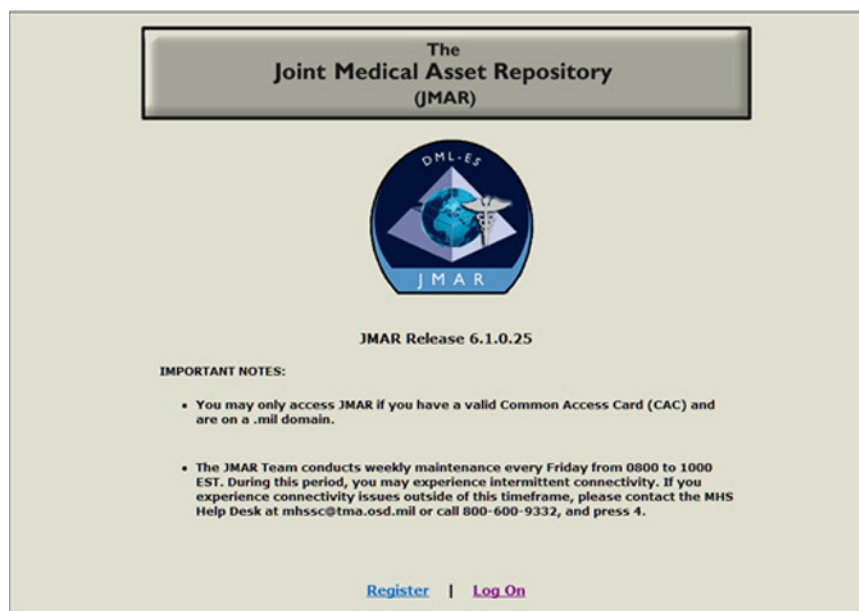 The
Joint Medical Asset Repository
(JMAR)
DML-ES
JMAR
JMAR Release 6.1.0.25
IMPORTANT NOTES:
• You may only access JMAR if you have a valid Common Access Card (CAC) and
are on a .mil domain.
• The JMAR Team conducts weekly maintenance every Friday from 0800 to 1000
EST. During this period, you may experience intermittent connectivity. If you
experience connectivity issues outside of this timeframe, please contact the MHS
Help Desk at mhssc@tma.osd.mil or call 800-600-9332, and press 4.
Register | Log On